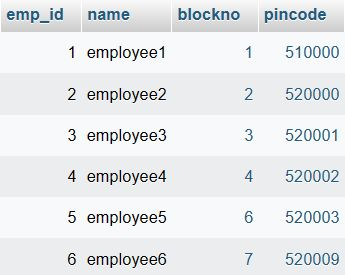 emp_id name blockno pincode
1 employee1 1 510000
2 employee2 2 520000
3 employee3 3 520001
4 employee4 4 520002
5 employee5 6 520003
6 employee6 7 520009